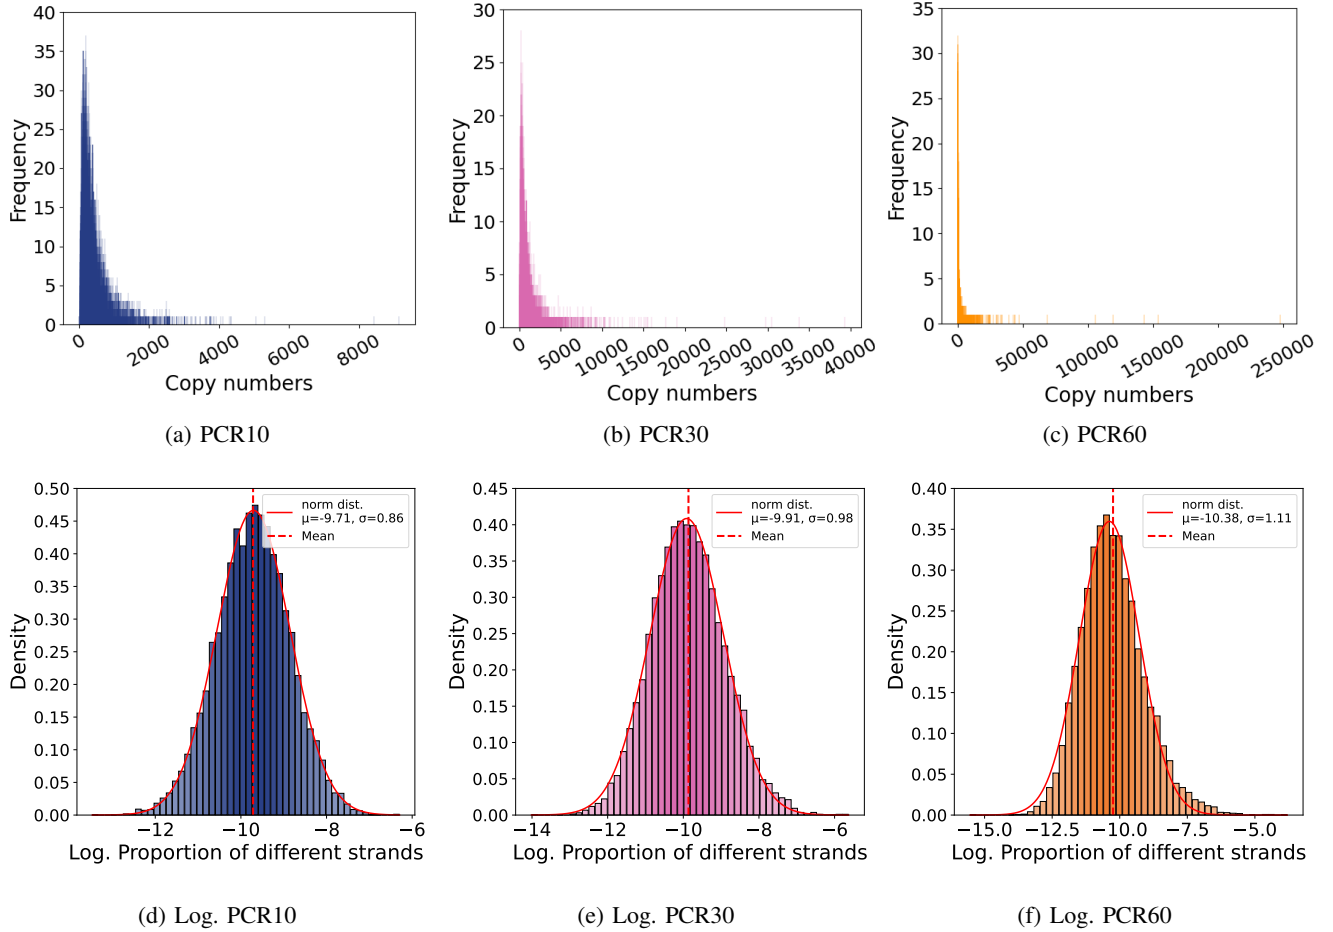 40
35
30
25
20
15
10
5
0
Frequency
0 2000 4000 6000 8000
Copy numbers
(a) PCR10
30
25
20
15
10
5
0
Frequency
0 5000 10000 15000 20000 25000 30000 35000 40000
Copy numbers
(b) PCR30
35
30
25
20
15
10
5
0
Frequency
0 50000 100000 150000 200000 250000
Copy numbers
(c) PCR60
0.50
0.45
0.40
0.35
0.30
0.25
0.20
0.15
0.10
0.05
0.00
Density
norm dist.
μ=-9.71, σ=0.86
Mean
−12 −10 −8 −6
Log. Proportion of different strands
(d) Log. PCR10
0.45
0.40
0.35
0.30
0.25
0.20
0.15
0.10
0.05
0.00
Density
norm dist.
μ=-9.91, σ=0.98
Mean
−14 −12 −10 −8 −6
Log. Proportion of different strands
(e) Log. PCR30
0.40
0.35
0.30
0.25
0.20
0.15
0.10
0.05
0.00
Density
norm dist.
μ=-10.38, σ=1.11
Mean
−15.0 −12.5 −10.0 −7.5 −5.0
Log. Proportion of different strands
(f) Log. PCR60